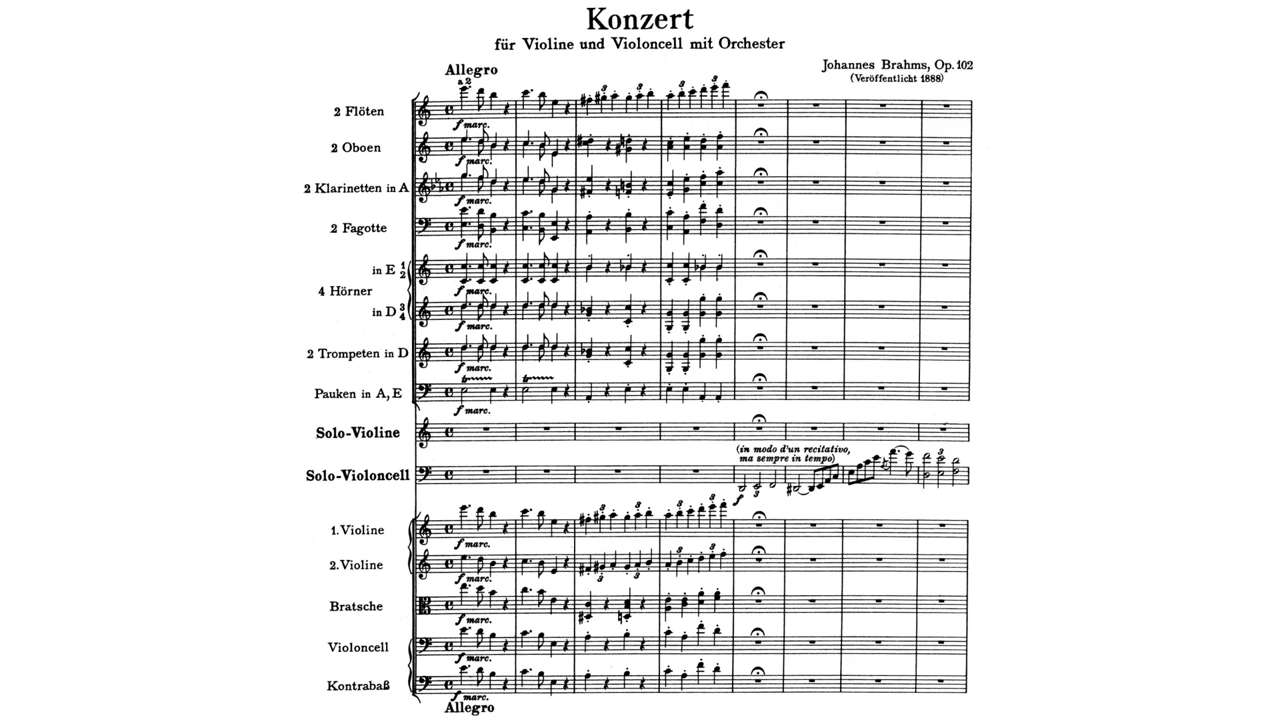 Konzert
für Violine und Violoncell mit Orchester
Johannes Brahms, Op. 102
(Veröffentlicht 1888)
Allegro
a 2
2 Flöten
f marc.
2 Oboen
f marc.
2 Klarinetten in A
f marc.
2 Fagotte
f marc.
in E 1 2
f marc.
4 Hörner
in D 3 4
f marc.
2 Trompeten in D
f marc.
Pauken in A, E
f marc.
Solo-Violine
(in modo d'un recitativo,
ma sempre in tempo)
Solo-Violoncell
f
1. Violine
f marc.
2. Violine
f marc.
Bratsche
f marc.
Violoncell
f marc.
Kontrabaß
f marc.
Allegro